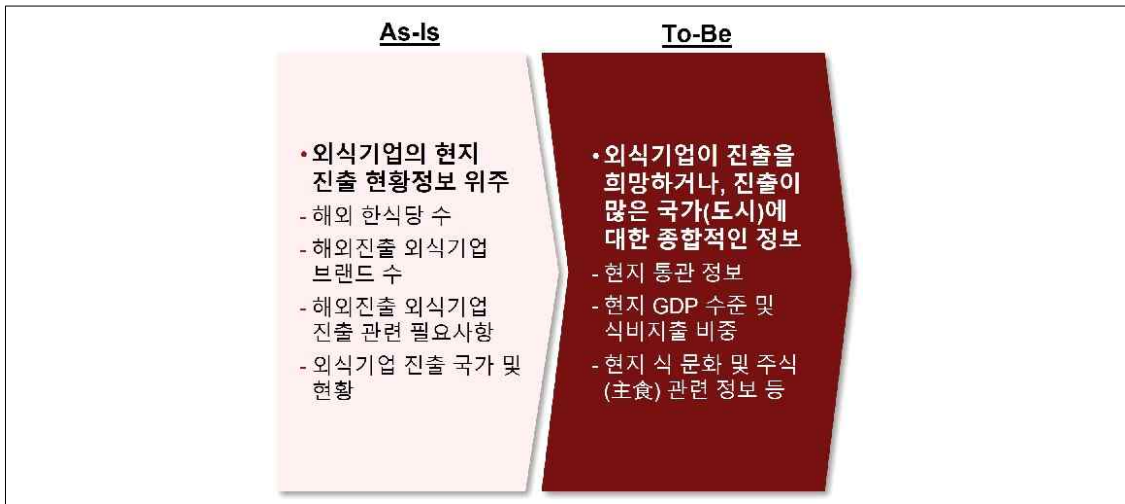 As-Is
•외식기업의 현지
진출 현황정보 위주
- 해외 한식당 수
- 해외진출 외식기업
브랜드 수
- 해외진출 외식기업
진출 관련 필요사항
- 외식기업 진출 국가 및
현황
To-Be
•외식기업이 진출을
희망하거나, 진출이
많은 국가(도시)에
대한 종합적인 정보
- 현지 통관 정보
- 현지 GDP 수준 및
식비지출 비중
- 현지 식 문화 및 주식
(主食) 관련 정보 등